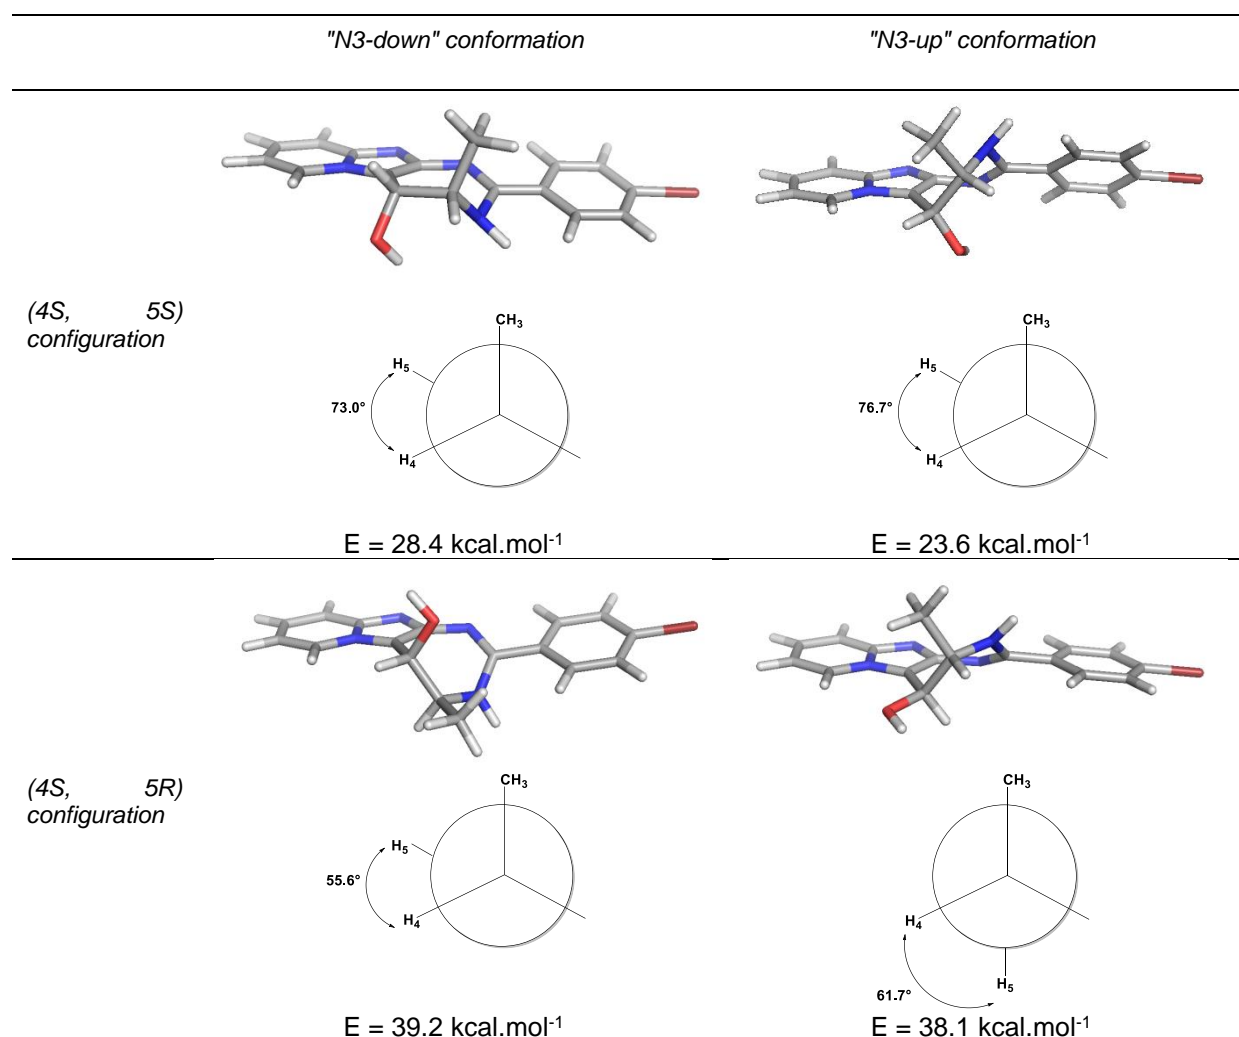 "N3-down" conformation "N3-up" conformation
(4S, 5S)
configuration
CH3 CH3
H5 H5
73.0° 76.7°
H4 H4
E = 28.4 kcal.mol-1 E = 23.6 kcal.mol-1
(4S, 5R)
configuration
CH3 CH3
H5
55.6°
H4 H4
H5
61.7°
E = 39.2 kcal.mol-1 E = 38.1 kcal.mol-1